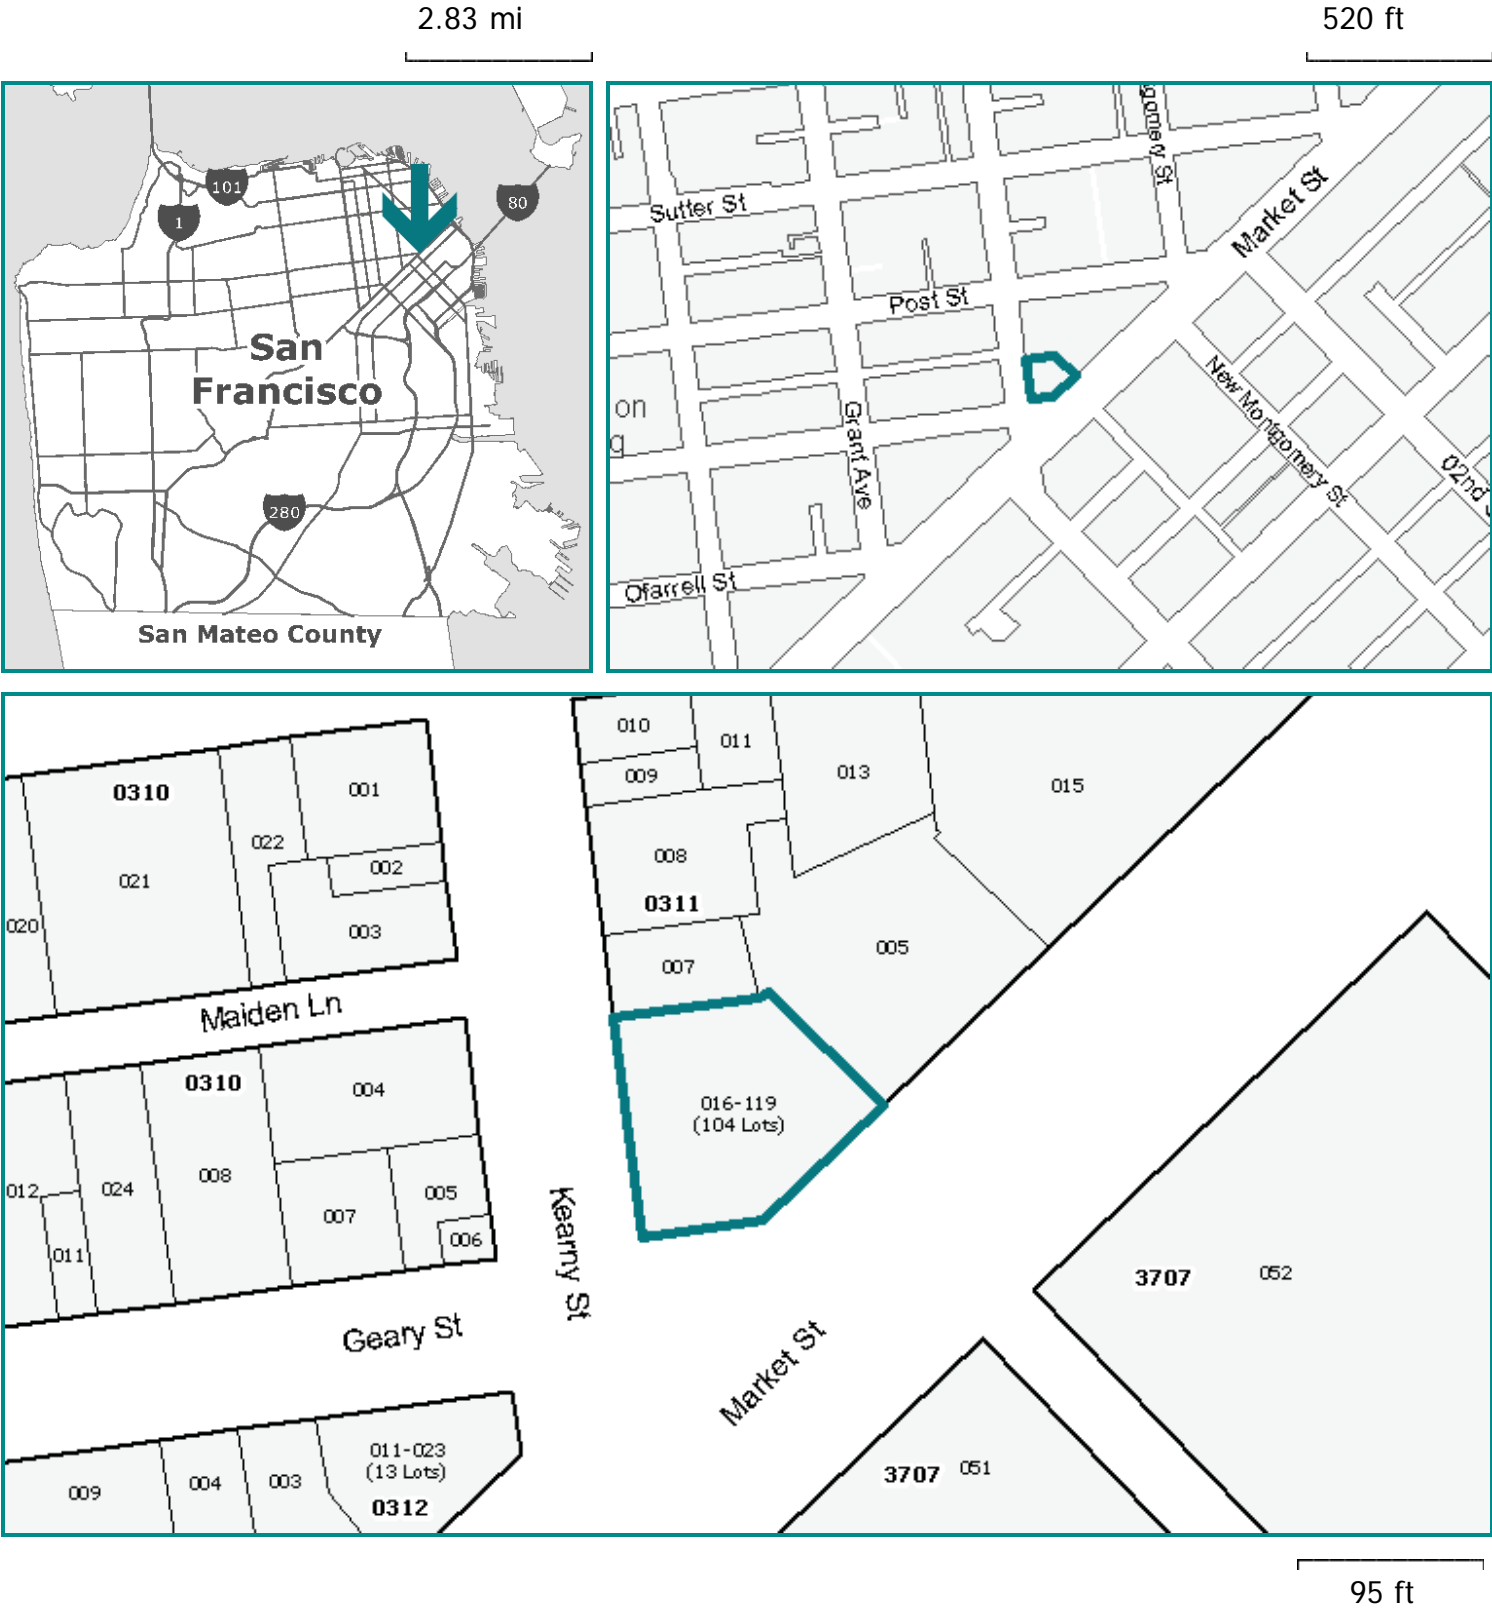 2.83 mi
520 ft
101
1
80
San
Francisco
280
San Mateo County
gomery St
Sutter St
Market St
Post St
on
g
Grant Ave
New Montgomery St
02nd S
Ofarrell St
010
011
009
013
015
0310
001
022
002
021
003
020
008
0311
007
005
Maiden Ln
0310
004
016-119
(104 Lots)
012
024
008
005
007
006
011
Kearny St
3707
052
Geary St
Market St
011-023
(13 Lots)
0312
009
004
003
3707
051
95 ft